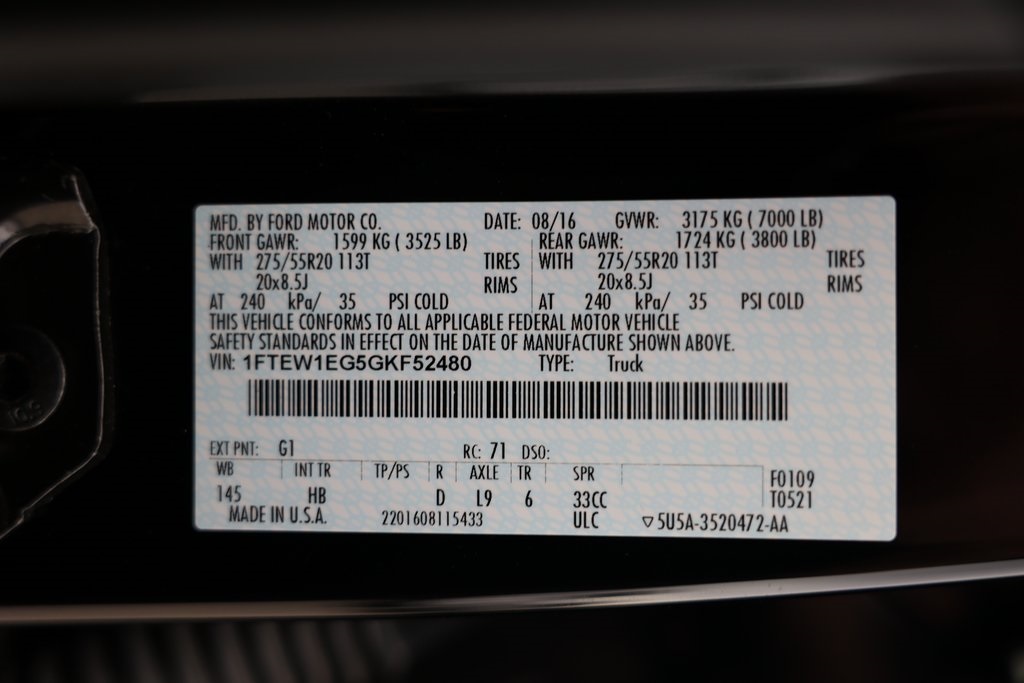 MFD. BY FORD MOTOR CO. DATE: 08/16 GVWR: 3175 KG ( 7000 LB)
FRONT GAWR: 1599 KG ( 3525 LB) REAR GAWR: 1724 KG ( 3800 LB)
WITH 275/55R20 113T TIRES WITH 275/55R20 113T TIRES
20x8.5J RIMS 20x8.5J RIMS
AT 240 kPa/ 35 PSI COLD AT 240 kPa/ 35 PSI COLD
THIS VEHICLE CONFORMS TO ALL APPLICABLE FEDERAL MOTOR VEHICLE
SAFETY STANDARDS IN EFFECT ON THE DATE OF MANUFACTURE SHOWN ABOVE.
VIN: 1FTEW1EG5GKF52480 TYPE: Truck
EXT PNT: G1 RC: 71 DSO:
WB INT TR TP/PS R AXLE TR SPR F0109
145 HB D L9 6 33CC T0521
MADE IN U.S.A. 2201608115433 ULC ▽5U5A-3520472-AA